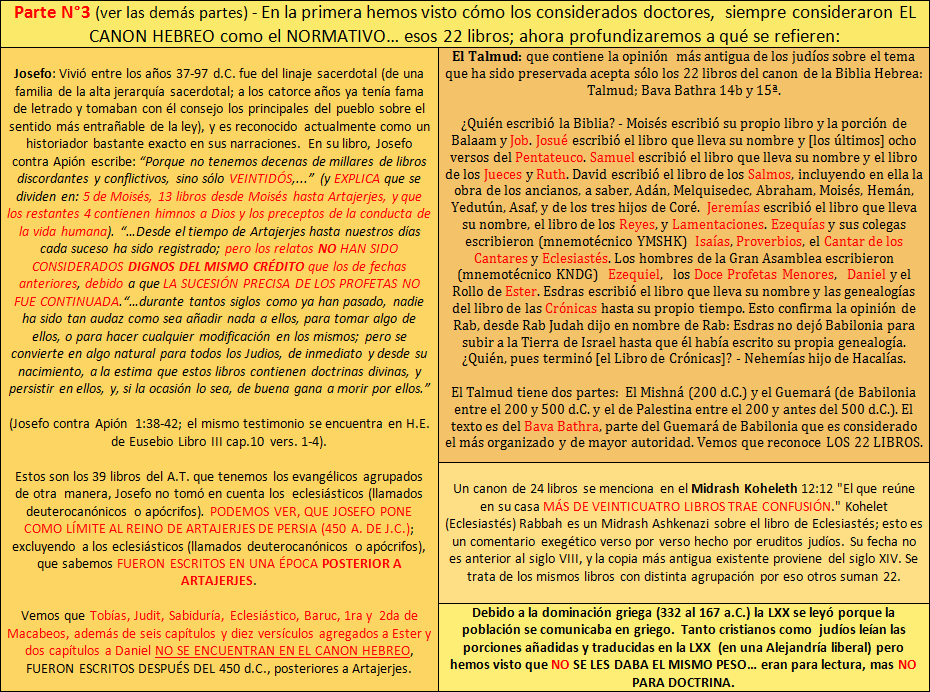 Parte N°3 (ver las demás partes) - En la primera hemos visto cómo los considerados doctores, siempre consideraron EL
CANON HEBREO como el NORMATIVO... esos 22 libros; ahora profundizaremos a qué se refieren:
Josefo: Vivió entre los años 37-97 d.C. fue del linaje sacerdotal (de una
familia de la alta jerarquía sacerdotal; a los catorce años ya tenía fama
de letrado y tomaban con él consejo los principales del pueblo sobre el
sentido más entrañable de la ley), y es reconocido actualmente como un
historiador bastante exacto en sus narraciones. En su libro, Josefo
contra Apión escribe: “Porque no tenemos decenas de millares de libros
discordantes y conflictivos, sino sólo VEINTIDÓS,...” (y EXPLICA que se
dividen en: 5 de Moisés, 13 libros desde Moisés hasta Artajerjes, y que
los restantes 4 contienen himnos a Dios y los preceptos de la conducta de
la vida humana). “...Desde el tiempo de Artajerjes hasta nuestros días
cada suceso ha sido registrado; pero los relatos NO HAN SIDO
CONSIDERADOS DIGNOS DEL MISMO CRÉDITO que los de fechas
anteriores, debido a que LA SUCESIÓN PRECISA DE LOS PROFETAS NO
FUE CONTINUADA.“...durante tantos siglos como ya han pasado, nadie
ha sido tan audaz como sea añadir nada a ellos, para tomar algo de
ellos, o para hacer cualquier modificación en los mismos; pero se
convierte en algo natural para todos los Judios, de inmediato y desde su
nacimiento, a la estima que estos libros contienen doctrinas divinas, y
persistir en ellos, y, si la ocasión lo sea, de buena gana a morir por ellos.”
(Josefo contra Apión 1:38-42; el mismo testimonio se encuentra en H.E.
de Eusebio Libro III cap.10 vers. 1-4).
Estos son los 39 libros del A.T. que tenemos los evangélicos agrupados
de otra manera, Josefo no tomó en cuenta los eclesiásticos (llamados
deuterocanónicos o apócrifos). PODEMOS VER, QUE JOSEFO PONE
COMO LÍMITE AL REINO DE ARTAJERJES DE PERSIA (450 A. DE J.C.);
excluyendo a los eclesiásticos (llamados deuterocanónicos o apócrifos),
que sabemos FUERON ESCRITOS EN UNA ÉPOCA POSTERIOR A
ARTAJERJES.
Vemos que Tobías, Judit, Sabiduría, Eclesiástico, Baruc, 1ra y 2da de
Macabeos, además de seis capítulos y diez versículos agregados a Ester y
dos capítulos a Daniel NO SE ENCUENTRAN EN EL CANON HEBREO,
FUERON ESCRITOS DESPUÉS DEL 450 d.C., posteriores a Artajerjes.
El Talmud: que contiene la opinión más antigua de los judíos sobre el tema
que ha sido preservada acepta sólo los 22 libros del canon de la Biblia Hebrea:
Talmud; Bava Bathra 14b y 15ª.
¿Quién escribió la Biblia? - Moisés escribió su propio libro y la porción de
Balaam y Job. Josué escribió el libro que lleva su nombre y [los últimos] ocho
versos del Pentateuco. Samuel escribió el libro que lleva su nombre y el libro
de los Jueces y Ruth. David escribió el libro de los Salmos, incluyendo en ella la
obra de los ancianos, a saber, Adán, Melquisedec, Abraham, Moisés, Hemán,
Yedutún, Asaf, y de los tres hijos de Coré. Jeremías escribió el libro que lleva
su nombre, el libro de los Reyes, y Lamentaciones. Ezequías y sus colegas
escribieron (mnemotécnico YMSHK) Isaías, Proverbios, el Cantar de los
Cantares y Eclesiastés. Los hombres de la Gran Asamblea escribieron
(mnemotécnico KNDG) Ezequiel, los Doce Profetas Menores, Daniel y el
Rollo de Ester. Esdras escribió el libro que lleva su nombre y las genealogías
del libro de las Crónicas hasta su propio tiempo. Esto confirma la opinión de
Rab, desde Rab Judah dijo en nombre de Rab: Esdras no dejó Babilonia para
subir a la Tierra de Israel hasta que él había escrito su propia genealogía.
¿Quién, pues terminó [el Libro de Crónicas]? - Nehemías hijo de Hacalías.
El Talmud tiene dos partes: El Mishná (200 d.C.) y el Guemará (de Babilonia
entre el 200 y 500 d.C. y el de Palestina entre el 200 y antes del 500 d.C.). El
texto es del Bava Bathra, parte del Guemará de Babilonia que es considerado
el más organizado y de mayor autoridad. Vemos que reconoce LOS 22 LIBROS.
Un canon de 24 libros se menciona en el Midrash Koheleth 12:12 "El que reúne
en su casa MÁS DE VEINTICUATRO LIBROS TRAE CONFUSIÓN." Kohelet
(Eclesiastés) Rabbah es un Midrash Ashkenazi sobre el libro de Eclesiastés; esto es
un comentario exegético verso por verso hecho por eruditos judíos. Su fecha no
es anterior al siglo VIII, y la copia más antigua existente proviene del siglo XIV. Se
trata de los mismos libros con distinta agrupación por eso otros suman 22.
Debido a la dominación griega (332 al 167 a.C.) la LXX se leyó porque la
población se comunicaba en griego. Tanto cristianos como judíos leían las
porciones añadidas y traducidas en la LXX (en una Alejandría liberal) pero
hemos visto que NO SE LES DABA EL MISMO PESO... eran para lectura, mas NO
PARA DOCTRINA.